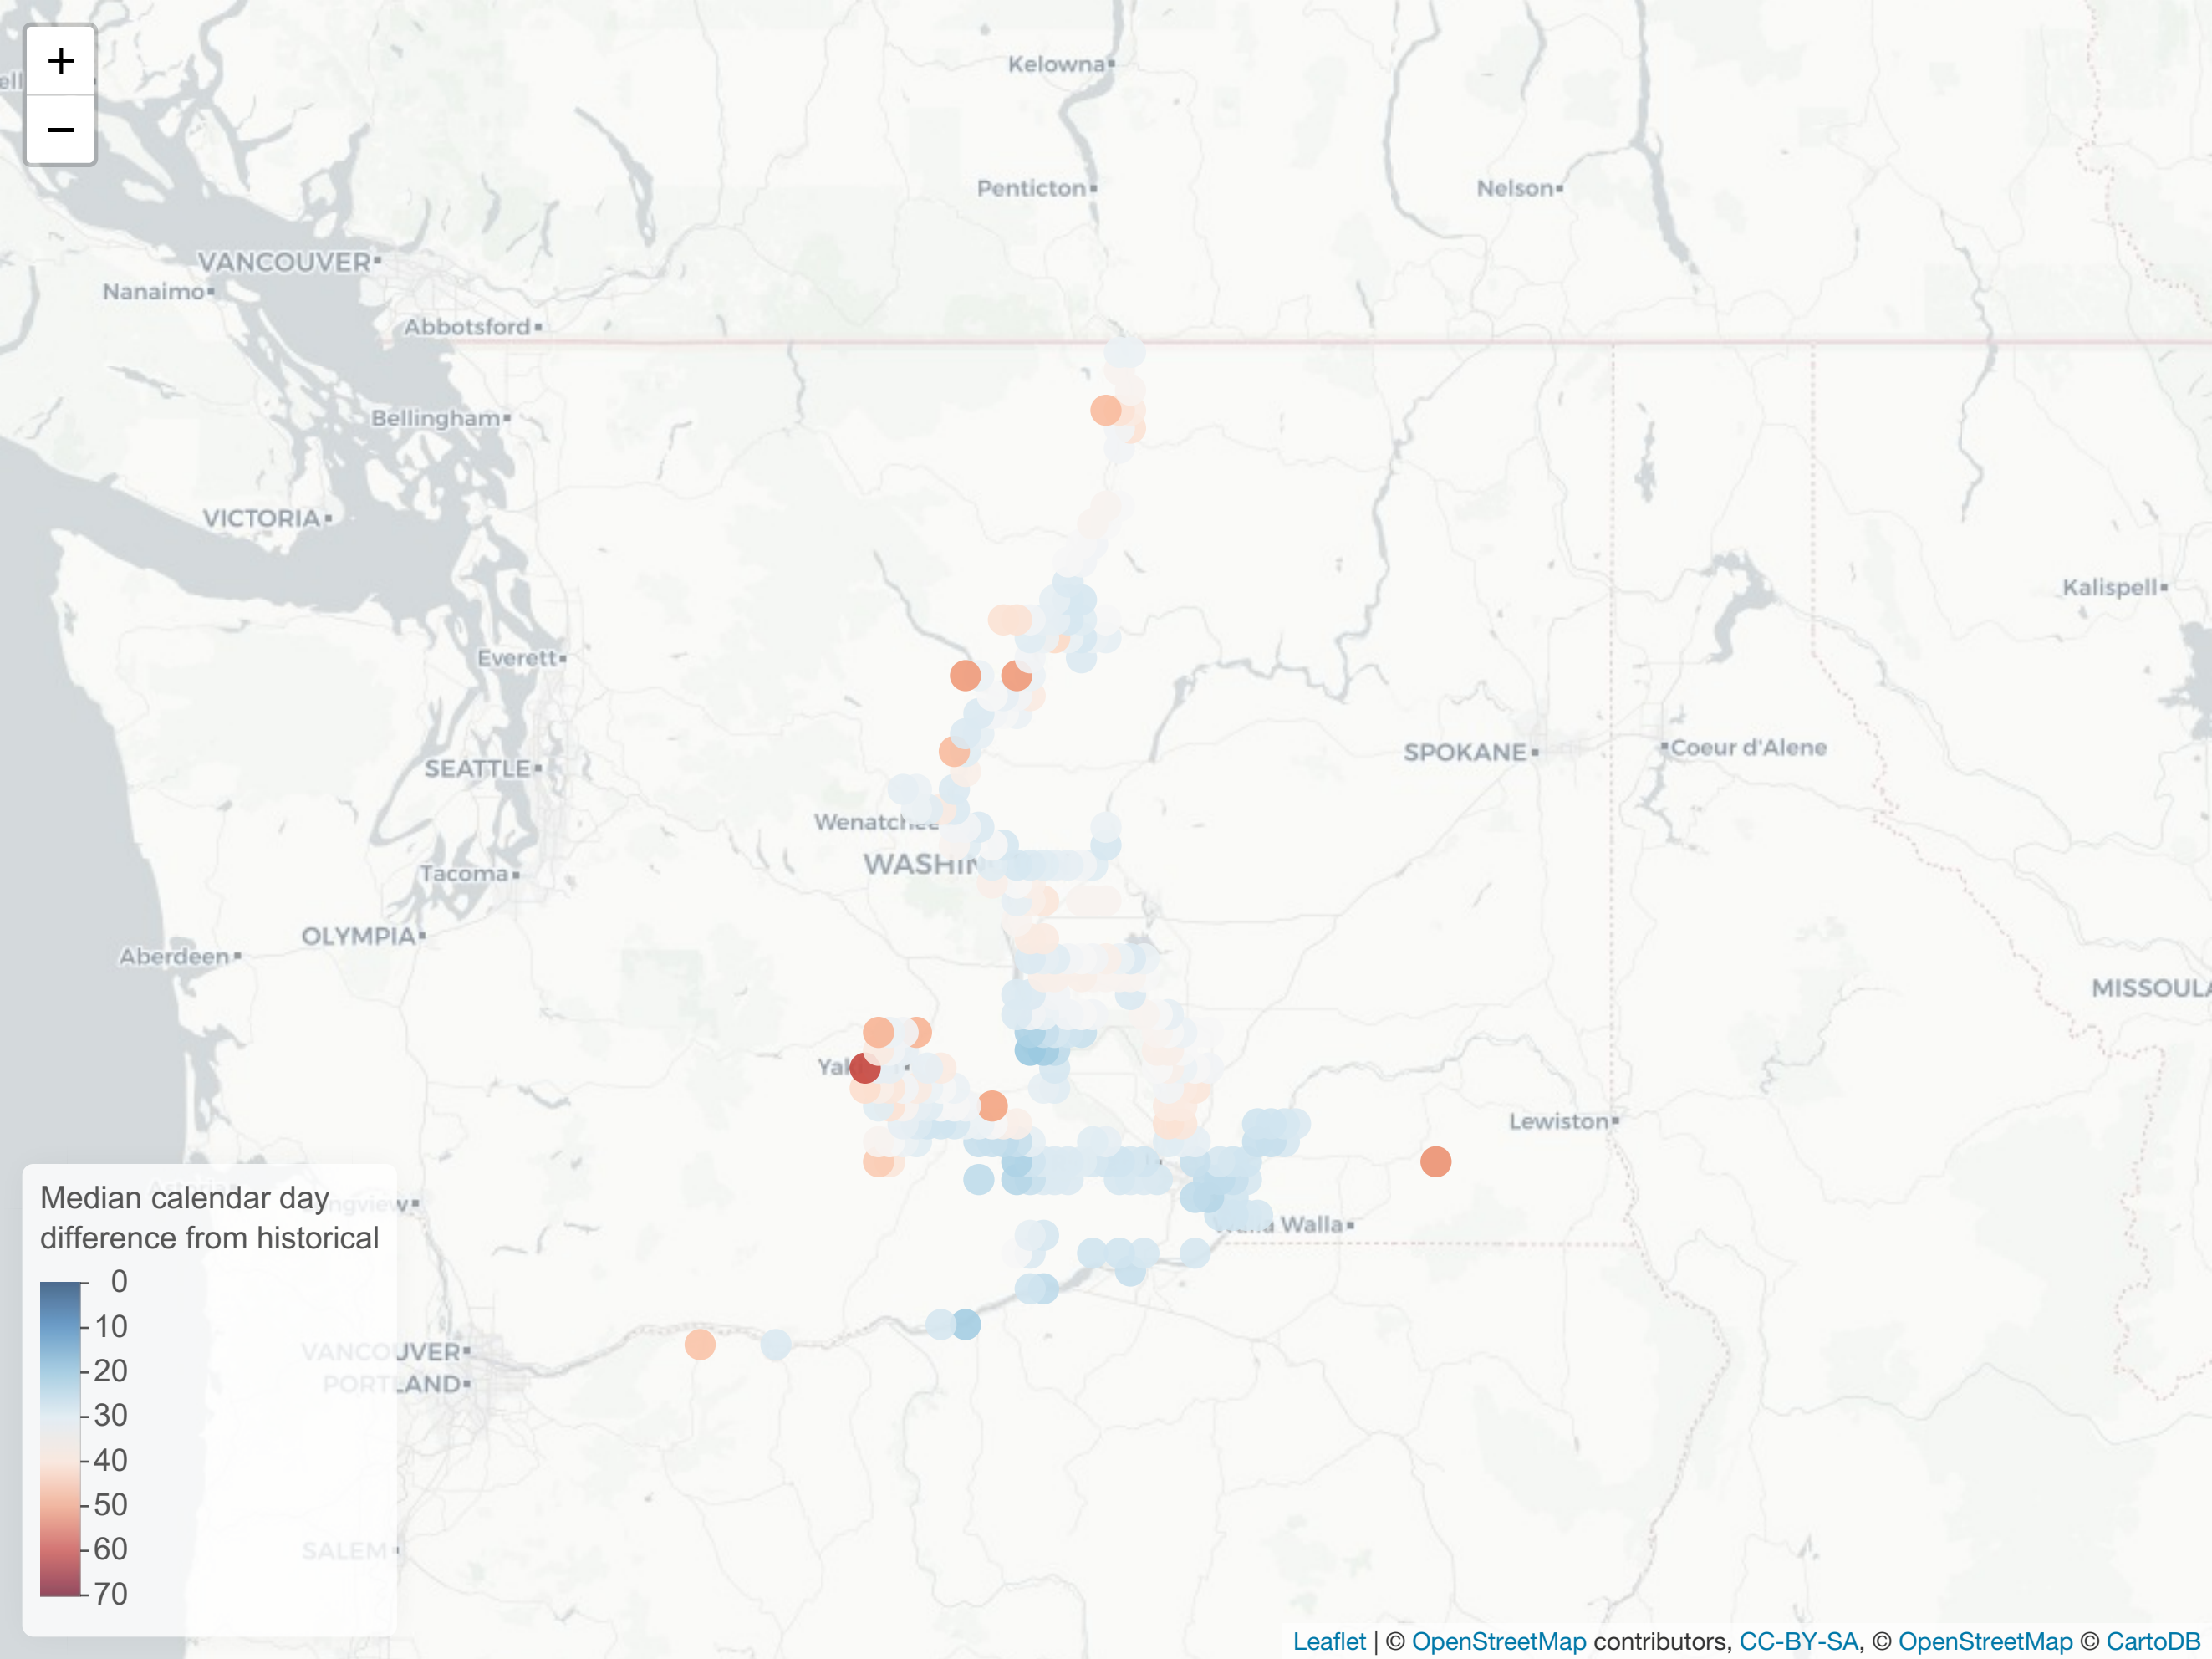 +
−
Kelowna
Penticton
Nelson
VANCOUVER
Nanaimo
Abbotsford
Bellingham
VICTORIA
Kalispell
Everett
SPOKANE
Coeur d'Alene
SEATTLE
Tacoma
OLYMPIA
Aberdeen
MISSOULA
Lewiston
Walla
VANCOUVER
PORTLAND
SALEM
Median calendar day
difference from historical
0
10
20
30
40
50
60
70
Leaflet | © OpenStreetMap contributors, CC-BY-SA, © OpenStreetMap © CartoDB